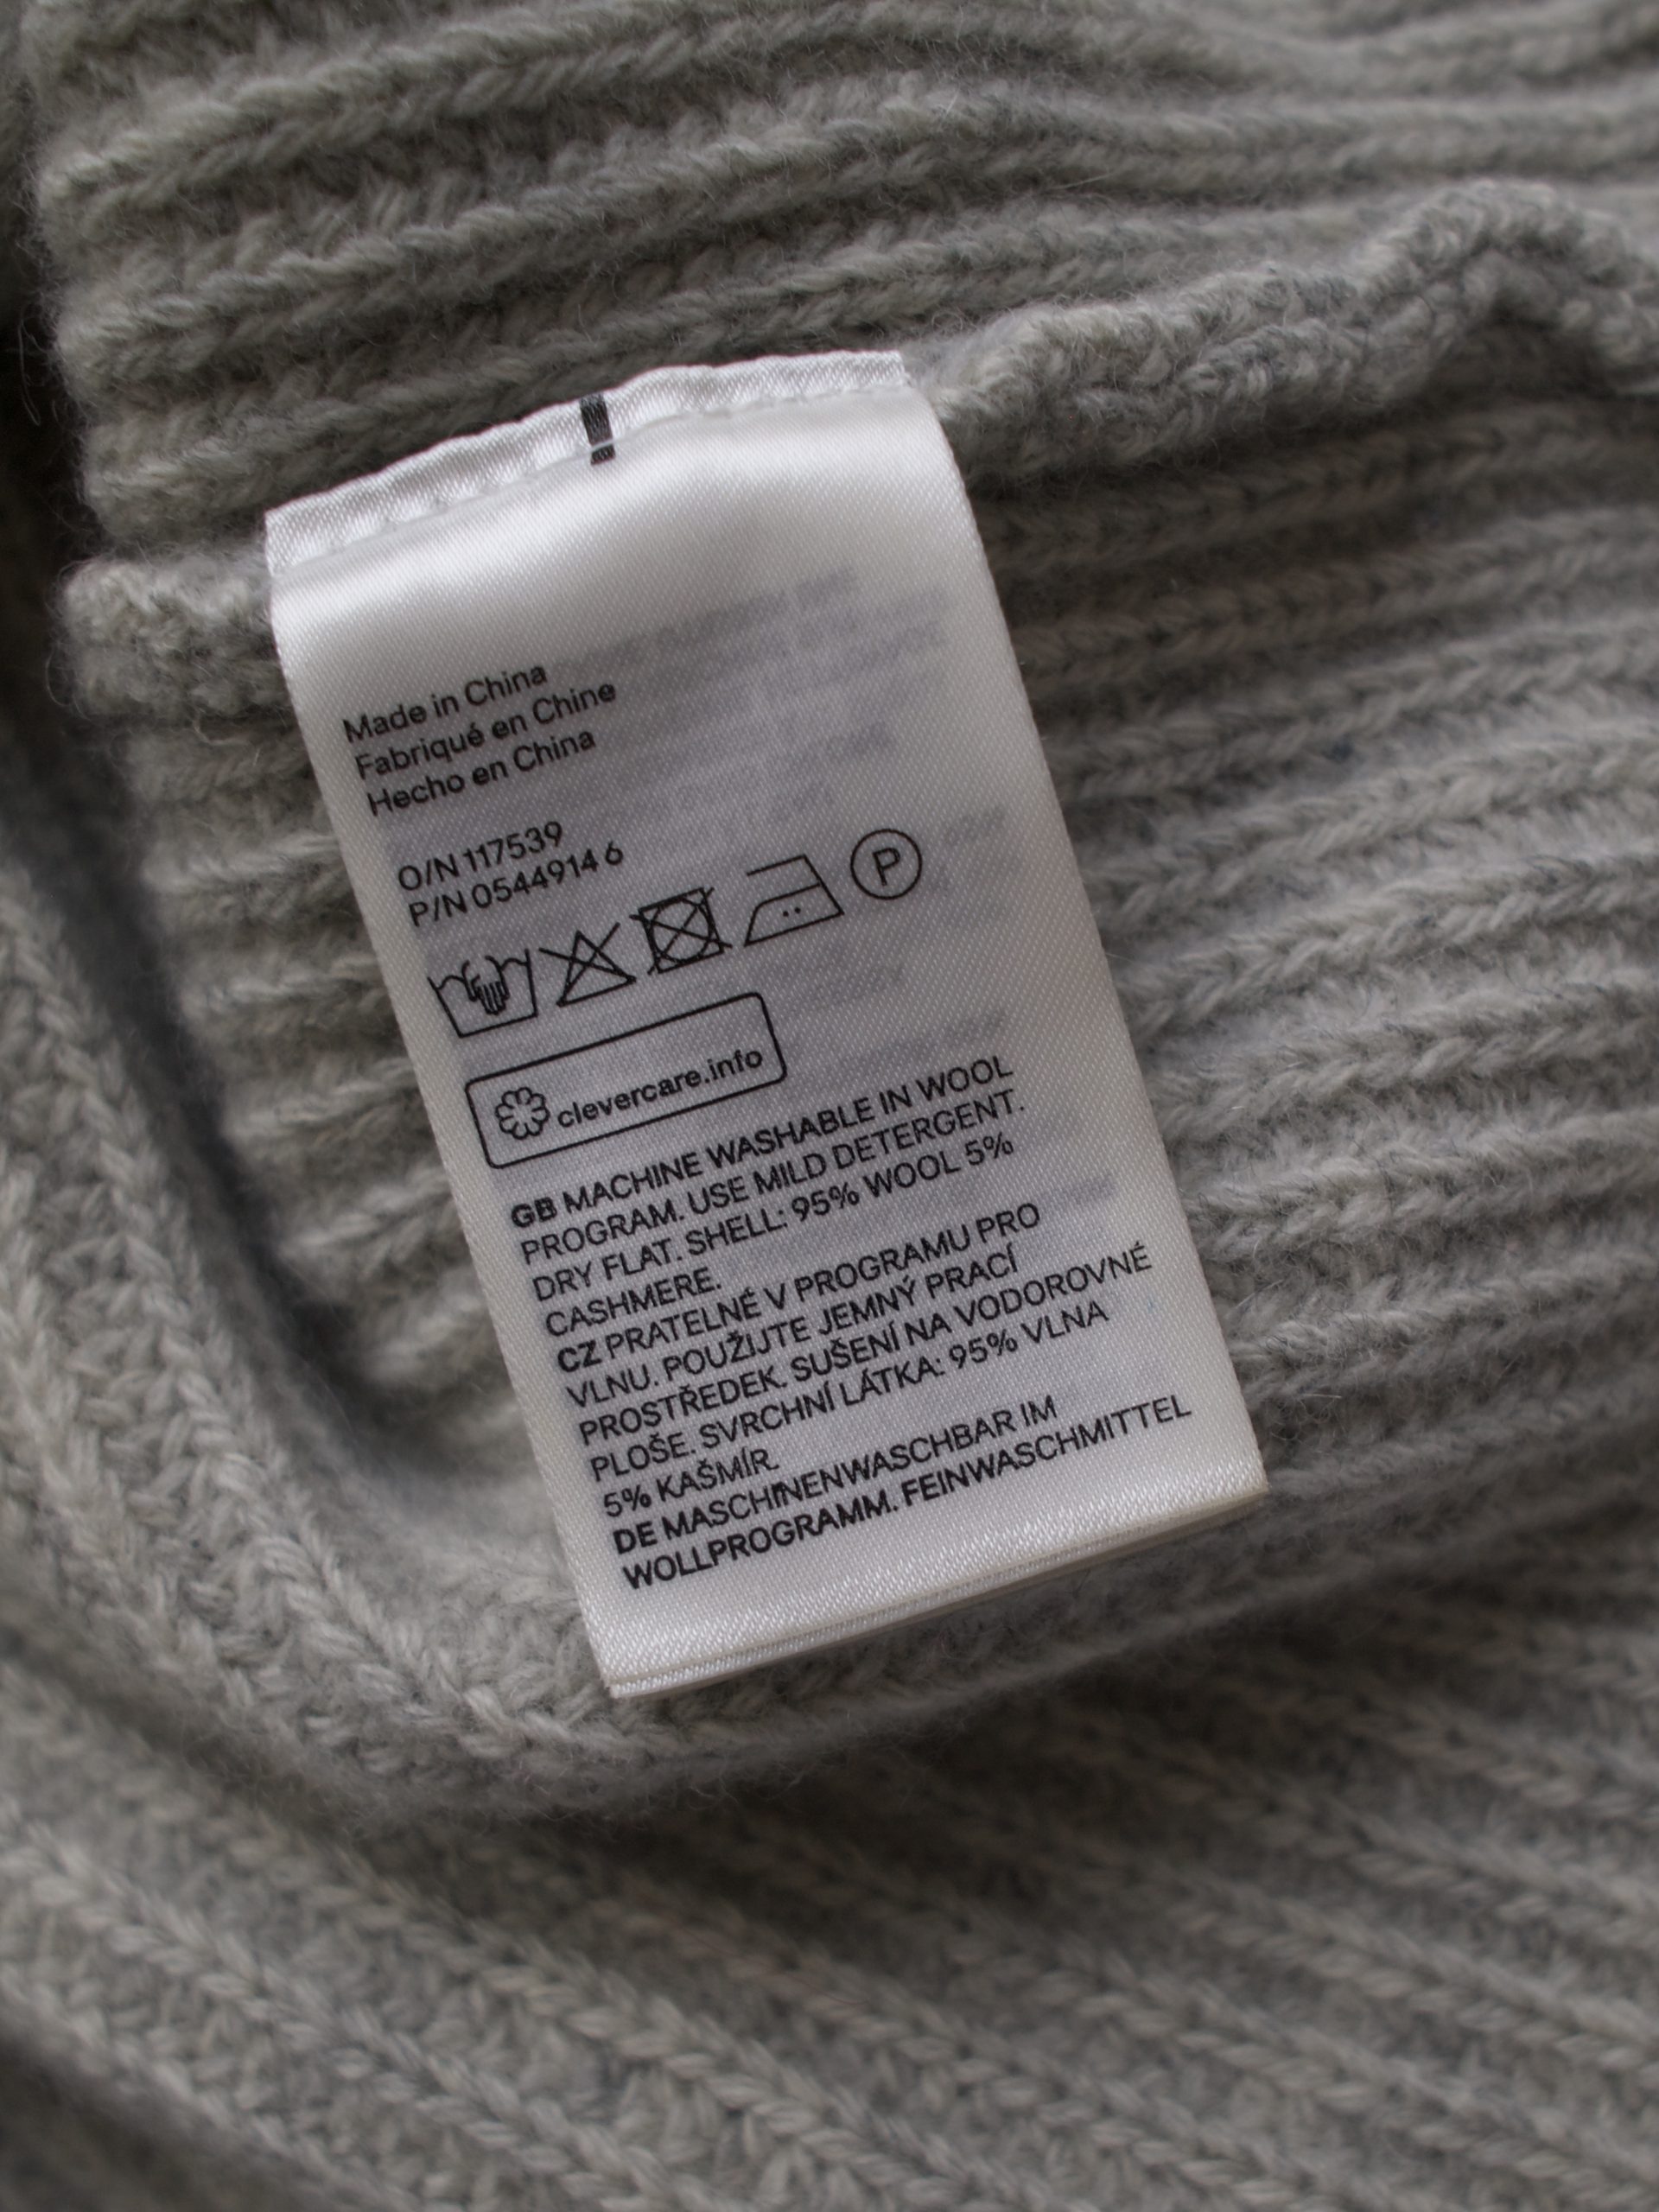 Made in China
Fabriqué en Chine
Hecho en China
O/N 117539
P/N 0544914 6
P
clevercare.info
GB MACHINE WASHABLE IN WOOL
PROGRAM. USE MILD DETERGENT.
DRY FLAT. SHELL: 95% WOOL 5%
CASHMERE.
CZ PRATELNÉ V PROGRAMU PRO
VLNU. POUŽIJTE JEMNÝ PRACÍ
PROSTŘEDEK. SUŠENÍ NA VODOROVNÉ
PLOŠE. SVRCHNÍ LÁTKA: 95% VLNA
5% KAŠMÍR.
DE MASCHINENWASCHBAR IM
WOLLPROGRAMM. FEINWASCHMITTEL